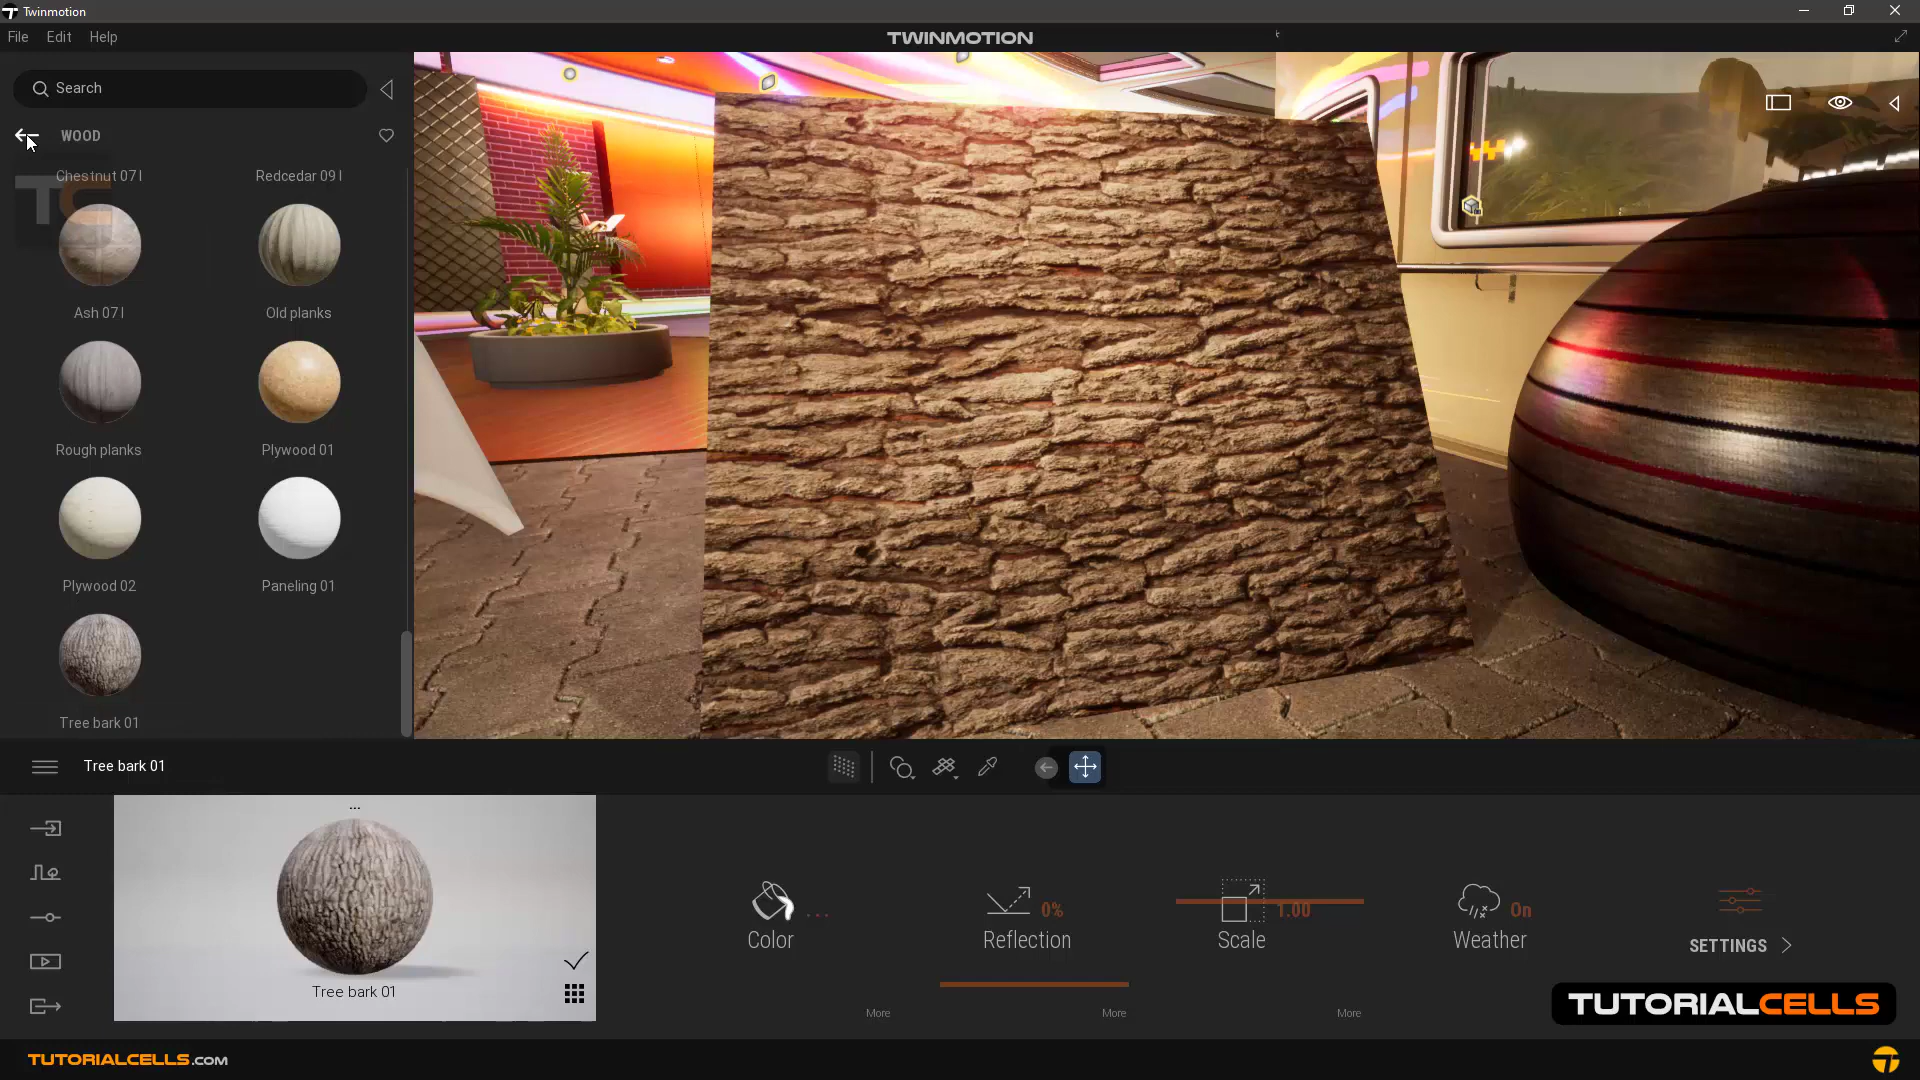 Twinmotion
File Edit Help
TWINMOTION
Search
WOOD
TC
Chestnut 07 I
Redcedar 09 I
Ash 07 I
Old planks
Rough planks
Plywood 01
Plywood 02
Paneling 01
Tree bark 01
Tree bark 01
...
Tree bark 01
Color
...
More
Reflection
0%
More
Scale
1.00
More
Weather
On
SETTINGS
TUTORIALCELLS
TUTORIALCELLS.COM